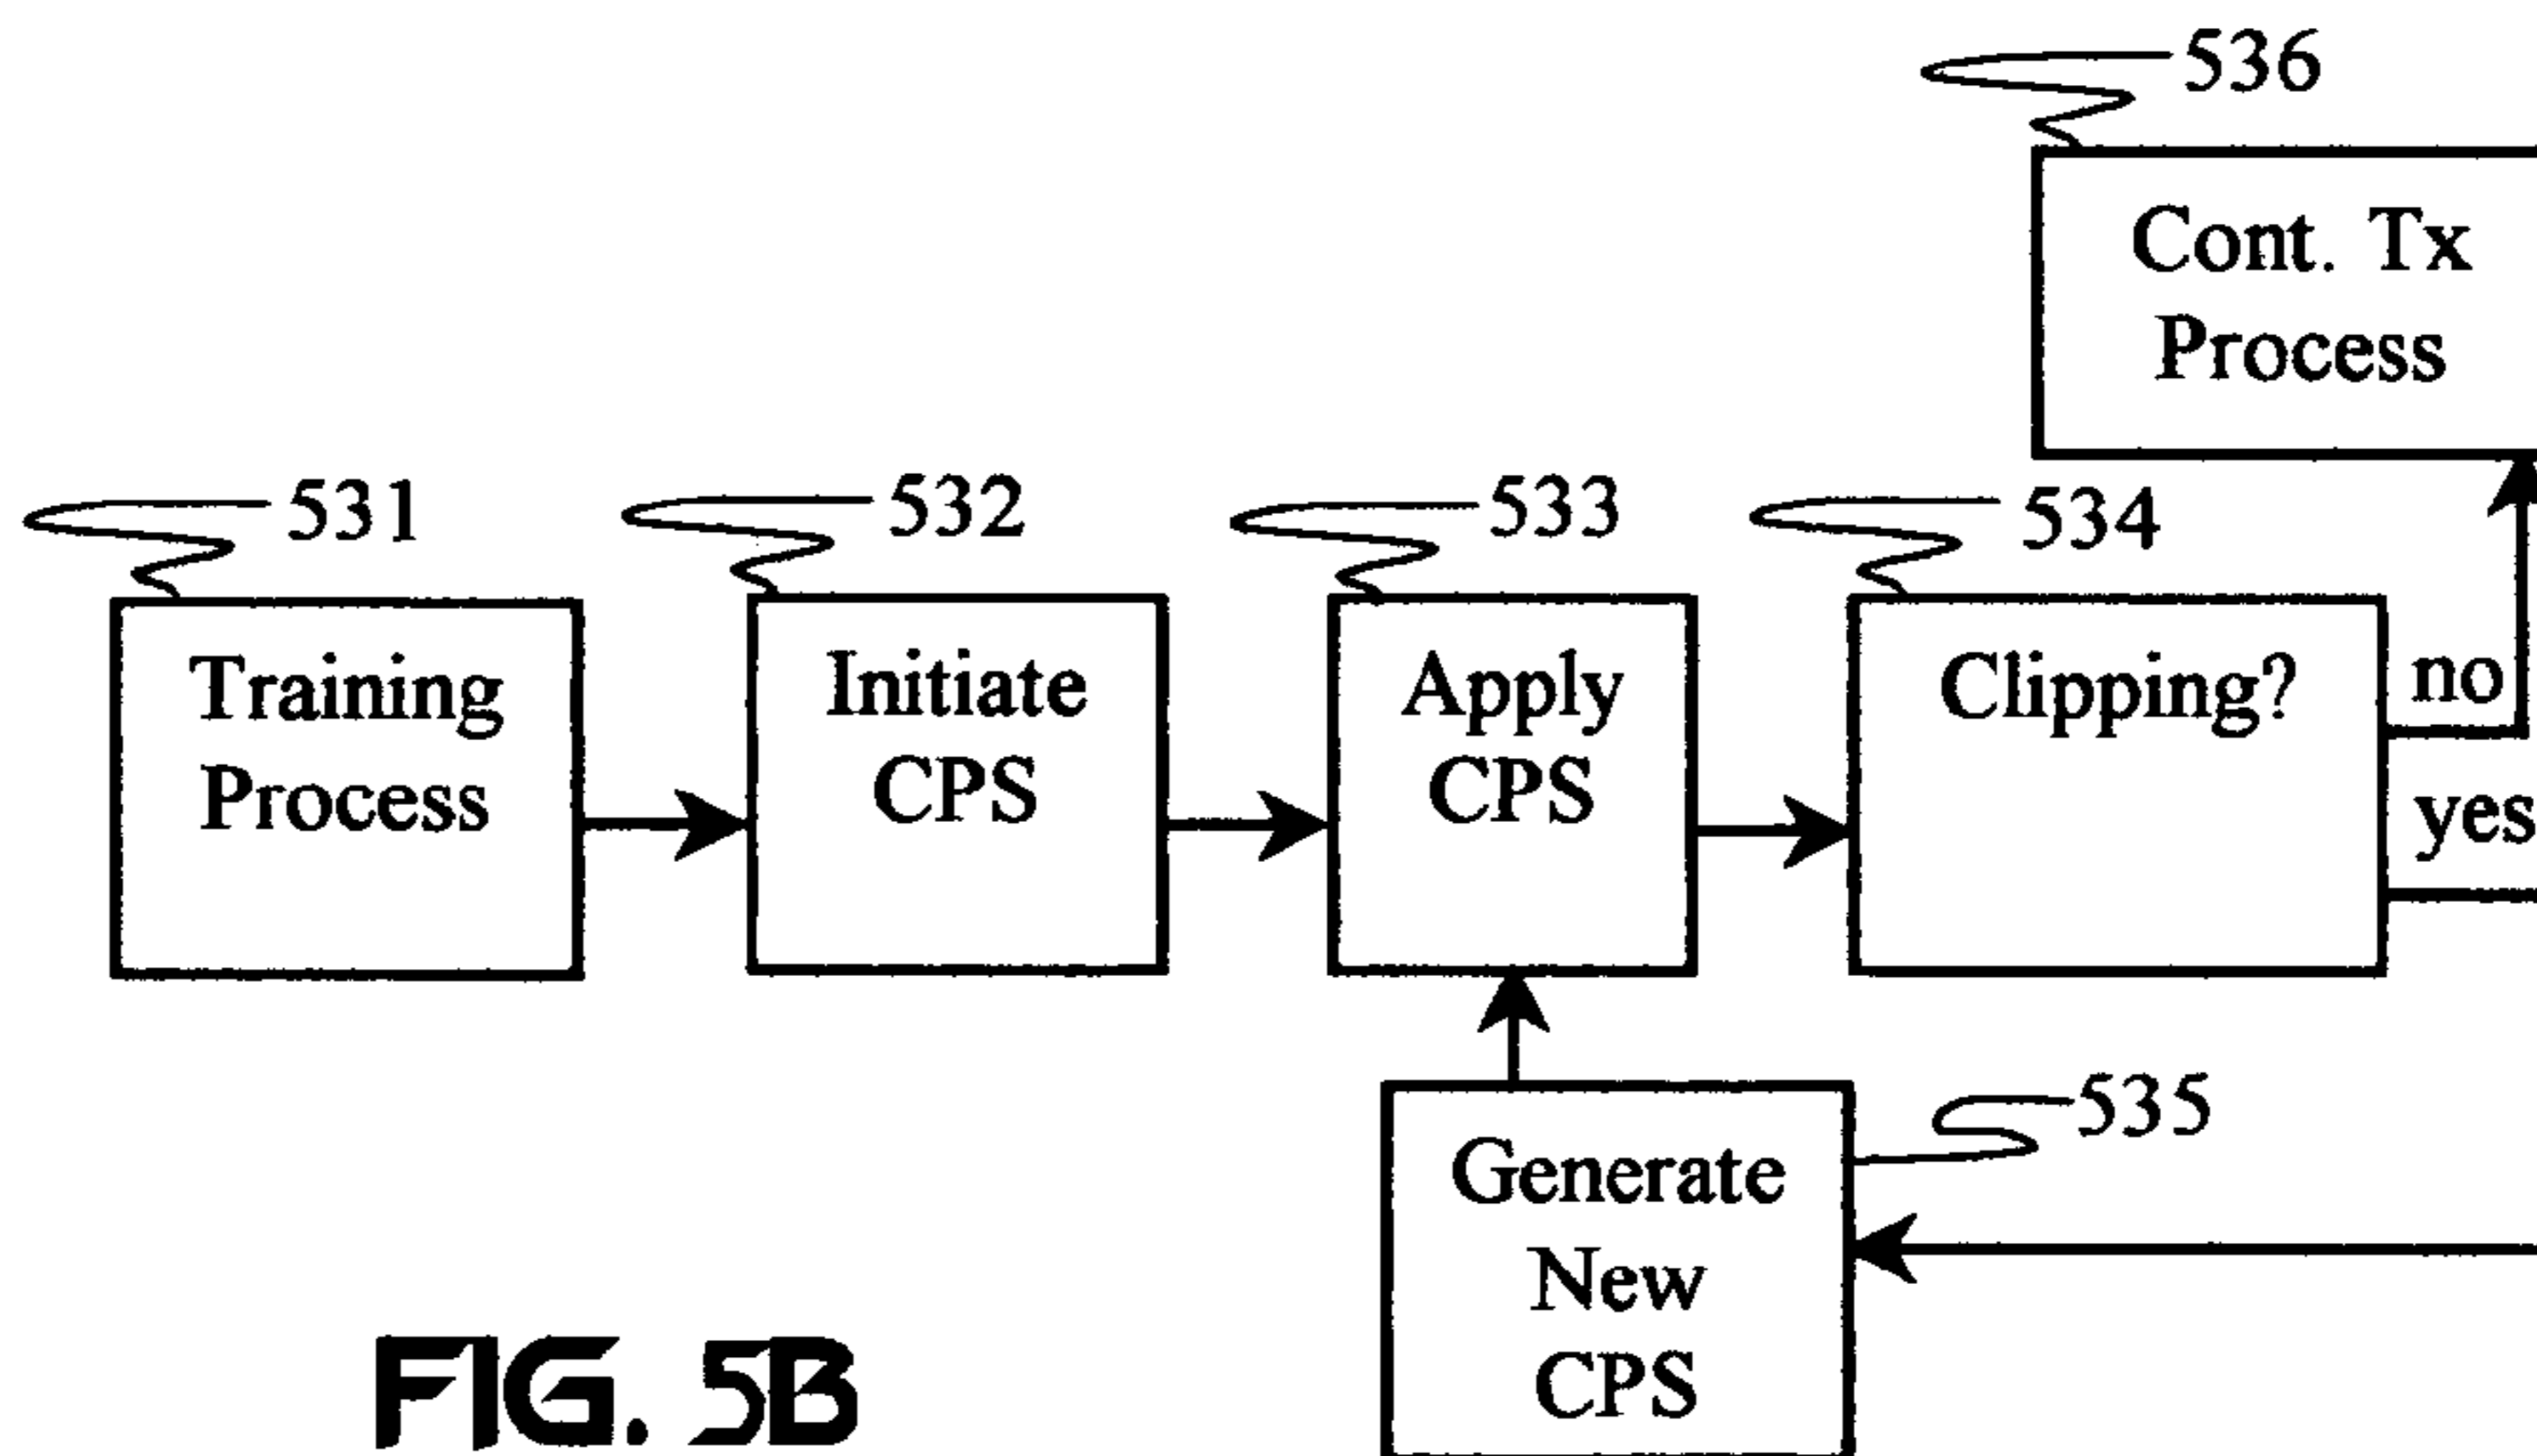 536
Cont. Tx
Process
531
532
533
534
Training
Process
Initiate
CPS
Apply
CPS
Clipping?
no
yes
535
Generate
New
CPS
FIG. 5B